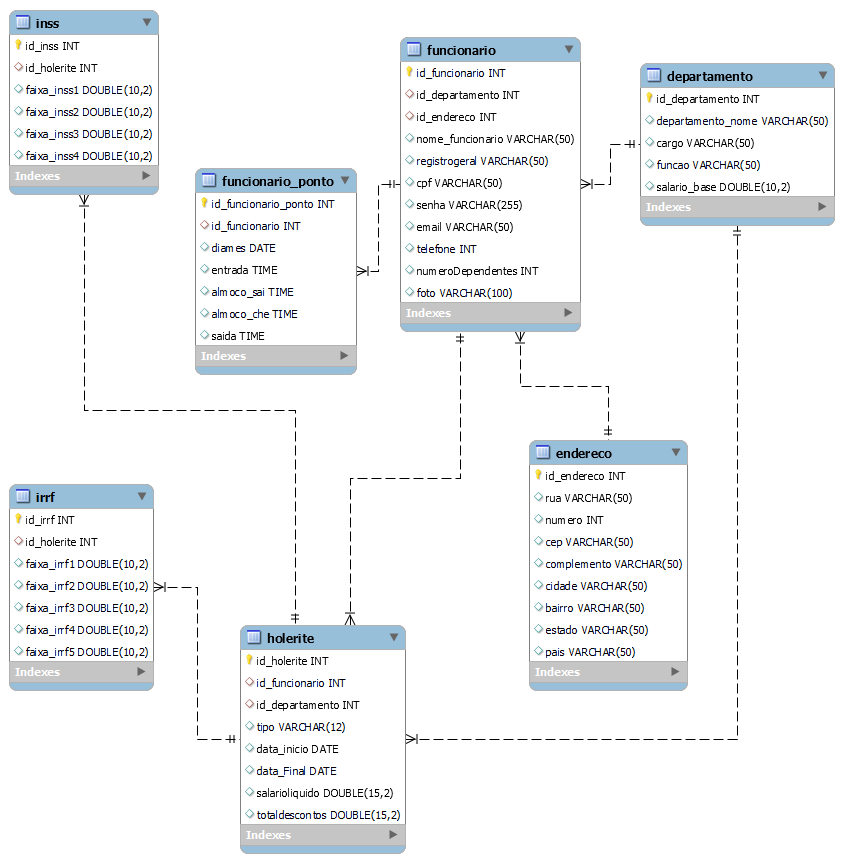 inss
id_inss INT
id_holerite INT
faixa_inss1 DOUBLE(10,2)
faixa_inss2 DOUBLE(10,2)
faixa_inss3 DOUBLE(10,2)
faixa_inss4 DOUBLE(10,2)
Indexes
funcionario_ponto
id_funcionario_ponto INT
id_funcionario INT
diames DATE
entrada TIME
almoco_sai TIME
almoco_che TIME
saida TIME
Indexes
funcionario
id_funcionario INT
id_departamento INT
id_endereco INT
nome_funcionario VARCHAR(50)
registrogeral VARCHAR(50)
cpf VARCHAR(50)
senha VARCHAR(255)
email VARCHAR(50)
telefone INT
numeroDependentes INT
foto VARCHAR(100)
Indexes
departamento
id_departamento INT
departamento_nome VARCHAR(50)
cargo VARCHAR(50)
funcao VARCHAR(50)
salario_base DOUBLE(10,2)
Indexes
irrf
id_irrf INT
id_holerite INT
faixa_irrf1 DOUBLE(10,2)
faixa_irrf2 DOUBLE(10,2)
faixa_irrf3 DOUBLE(10,2)
faixa_irrf4 DOUBLE(10,2)
faixa_irrf5 DOUBLE(10,2)
Indexes
endereco
id_endereco INT
rua VARCHAR(50)
numero INT
cep VARCHAR(50)
complemento VARCHAR(50)
cidade VARCHAR(50)
bairro VARCHAR(50)
estado VARCHAR(50)
pais VARCHAR(50)
Indexes
holerite
id_holerite INT
id_funcionario INT
id_departamento INT
tipo VARCHAR(12)
data_inicio DATE
data_Final DATE
salarioliquido DOUBLE(15,2)
totaldescontos DOUBLE(15,2)
Indexes